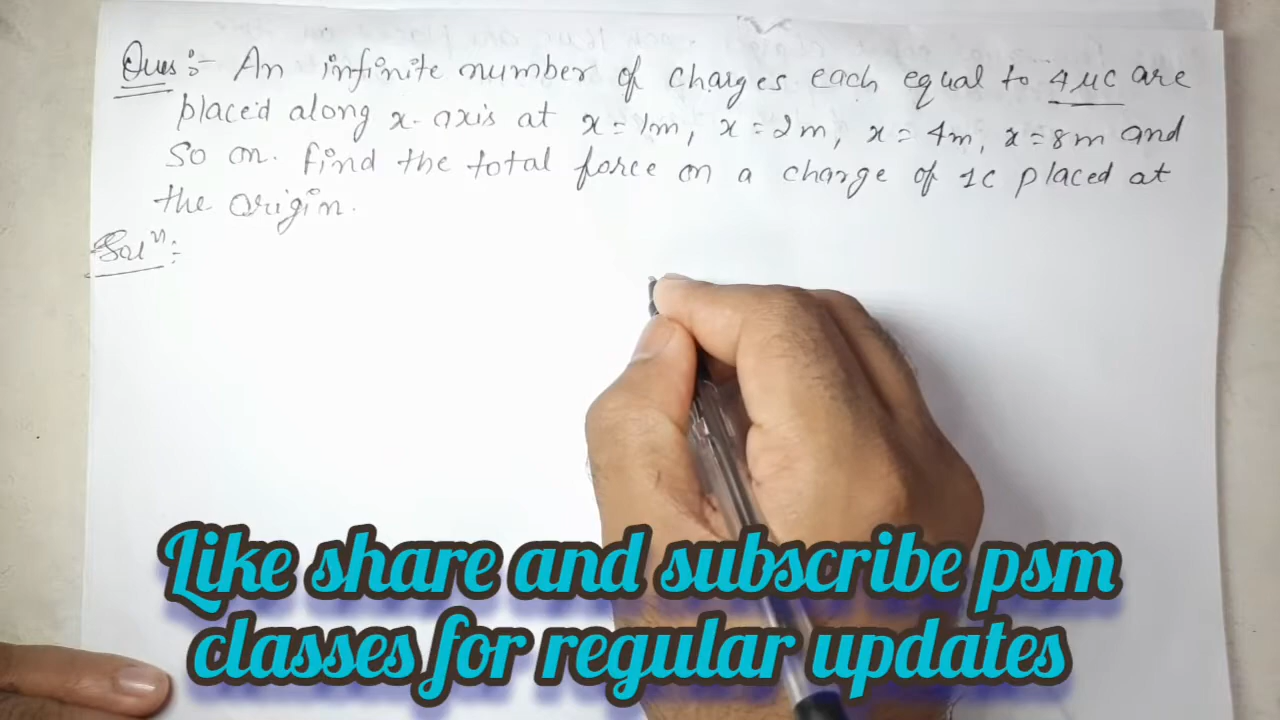 Ques:- An infinite number of charges each equal to 4μC are
placed along x-axis at x=1m, x=2m, x=4m, x=8m and
so on. find the total force on a charge of 1C placed at
the origin.
Solⁿ:
Like share and subscribe psm
classes for regular updates